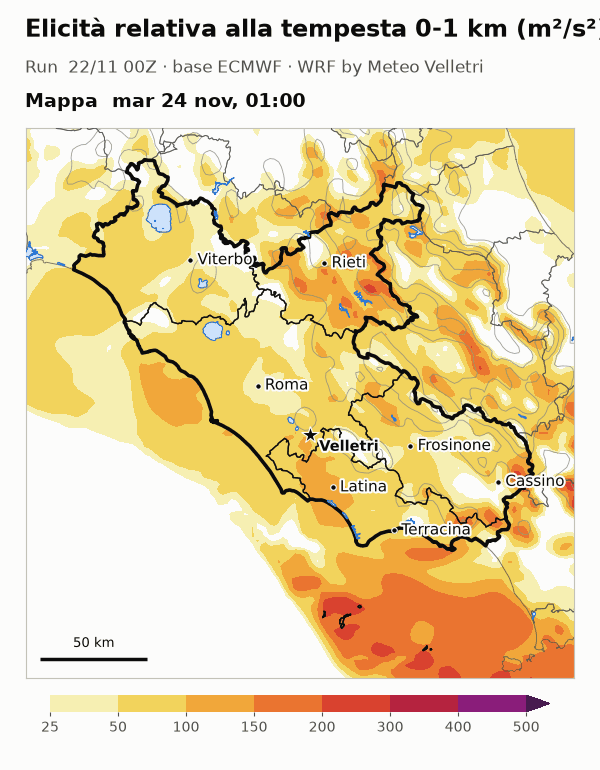 Elicità relativa alla tempesta 0-1 km (m²/s²)
Run 22/11 00Z · base ECMWF · WRF by Meteo Velletri
Mappa mar 24 nov, 01:00
Viterbo
Rieti
Roma
Velletri
Frosinone
Latina
Cassino
Terracina
50 km
25 50 100 150 200 300 400 500